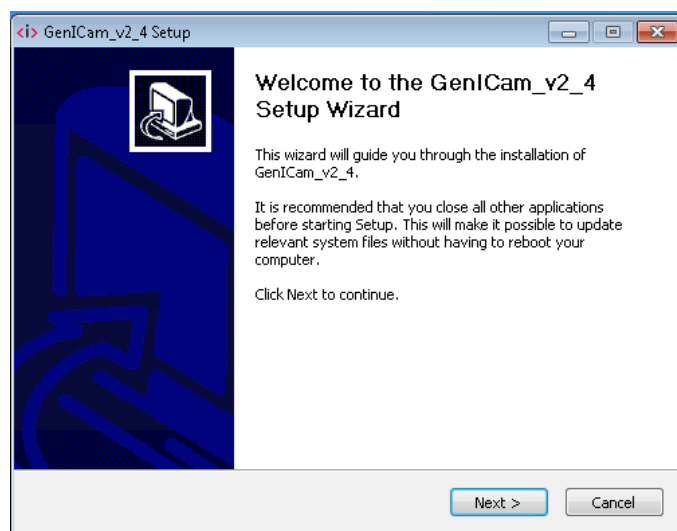 <i> GenICam_v2_4 Setup
Welcome to the GenICam_v2_4
Setup Wizard
This wizard will guide you through the installation of
GenICam_v2_4.
It is recommended that you close all other applications
before starting Setup. This will make it possible to update
relevant system files without having to reboot your
computer.
Click Next to continue.
Next >
Cancel